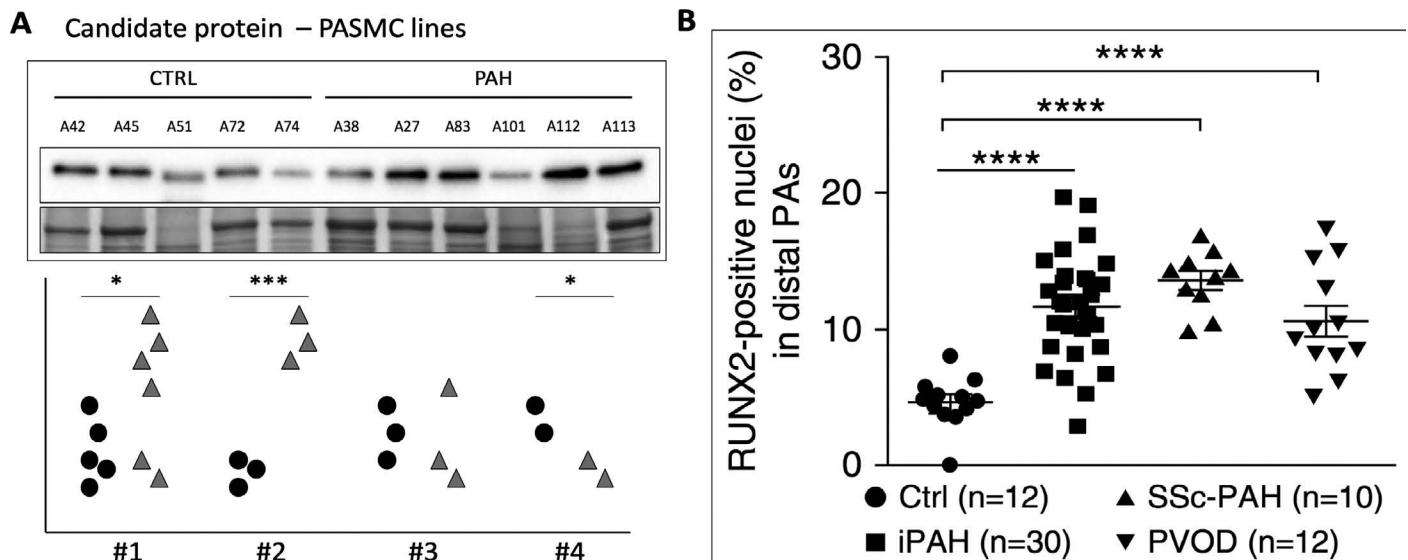 A Candidate protein – PASMC lines
CTRL PAH
A42 A45 A51 A72 A74 A38 A27 A83 A101 A112 A113
* *** *
#1 #2 #3 #4
B
RUNX2-positive nuclei (%)
in distal PAs
30
20
10
0
****
****
****
Ctrl (n=12)
SSc-PAH (n=10)
iPAH (n=30)
PVOD (n=12)